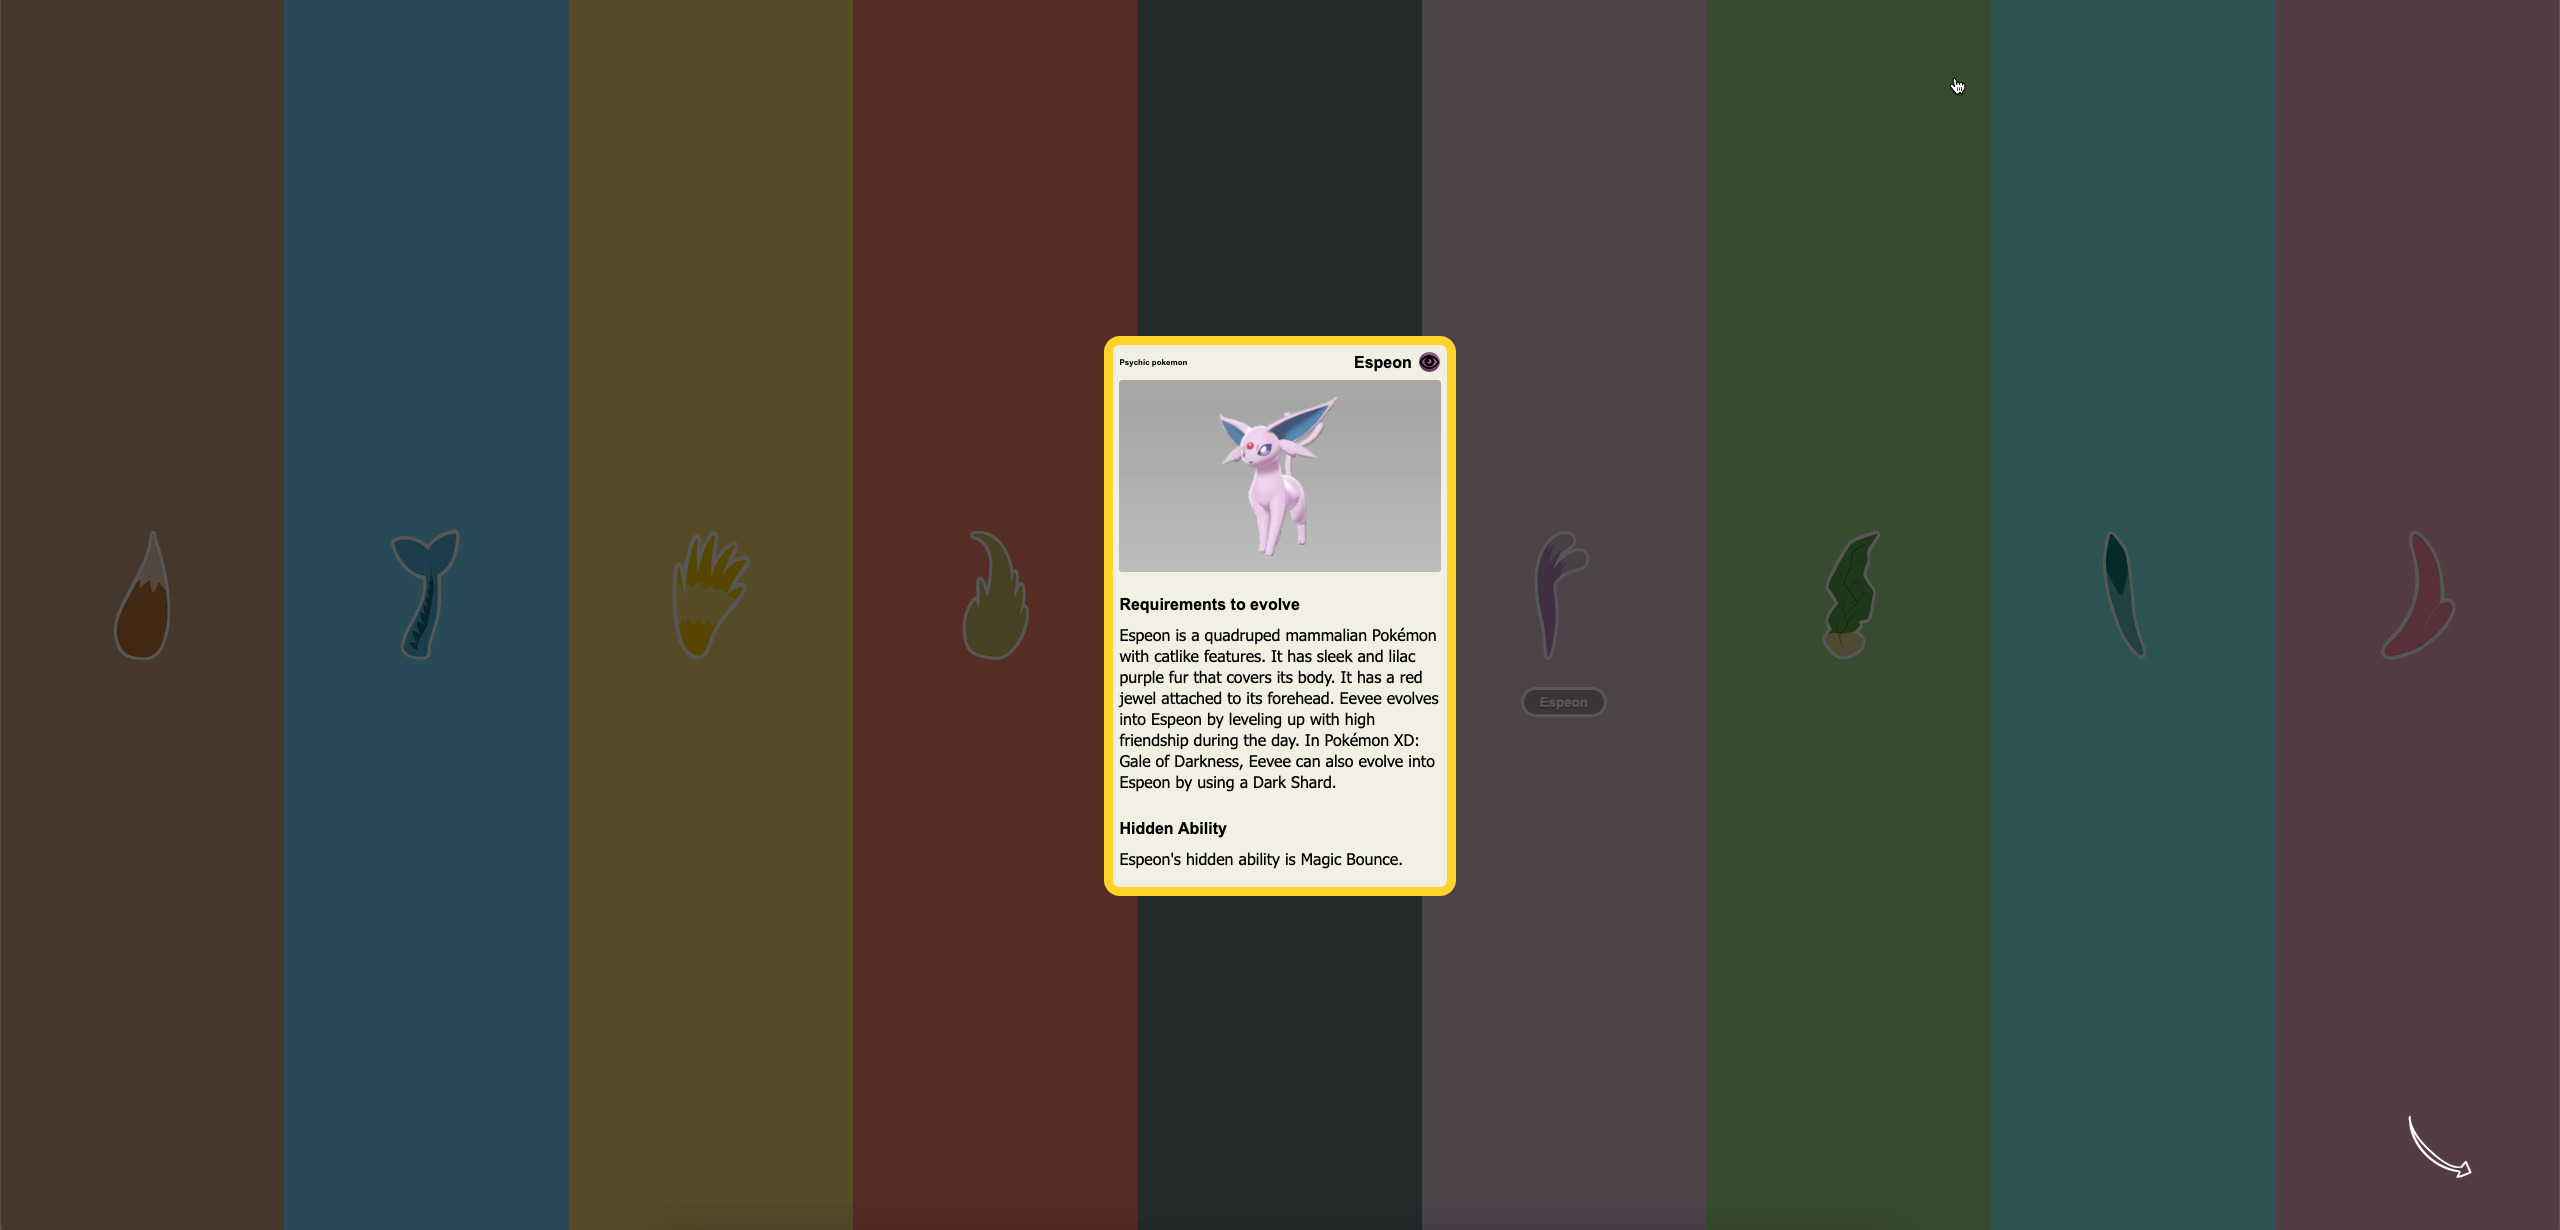 Psychic pokemon
Espeon
Requirements to evolve
Espeon is a quadruped mammalian Pokémon
with catlike features. It has sleek and lilac
purple fur that covers its body. It has a red
jewel attached to its forehead. Eevee evolves
into Espeon by leveling up with high
friendship during the day. In Pokémon XD:
Gale of Darkness, Eevee can also evolve into
Espeon by using a Dark Shard.
Hidden Ability
Espeon's hidden ability is Magic Bounce.
Espeon